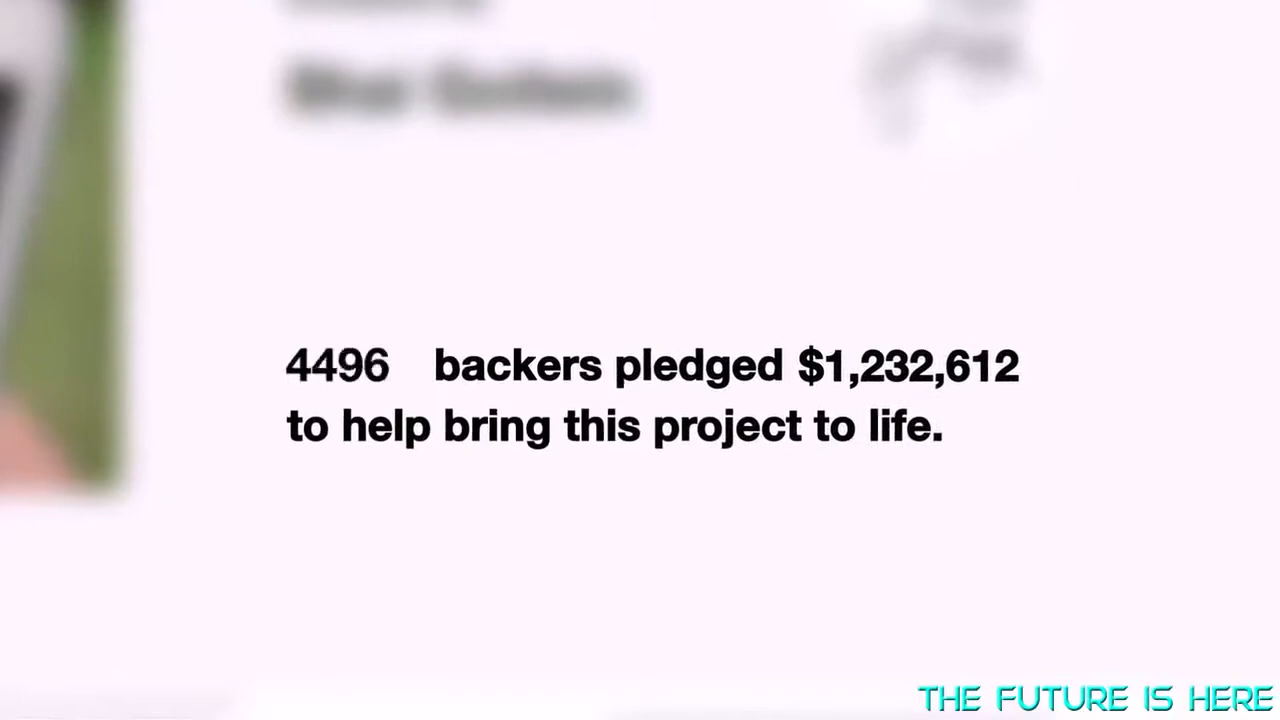 4496 backers pledged $1,232,612
to help bring this project to life.
THE FUTURE IS HERE